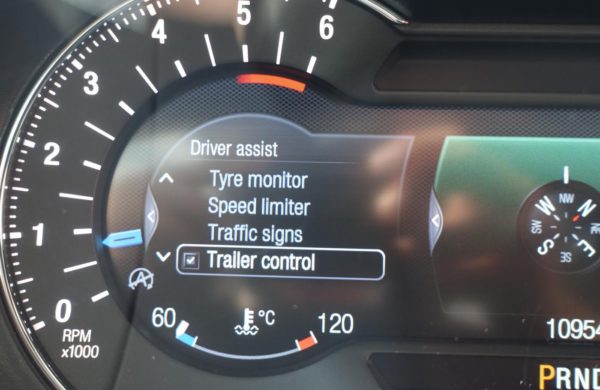 5
4
6
3
Driver assist
Tyre monitor
2
Speed limiter
NW
W
N
Traffic signs
1
SW
S
E
Trailer control
SE
A
0
60
°C
120
RPM
x1000
10954
PRND